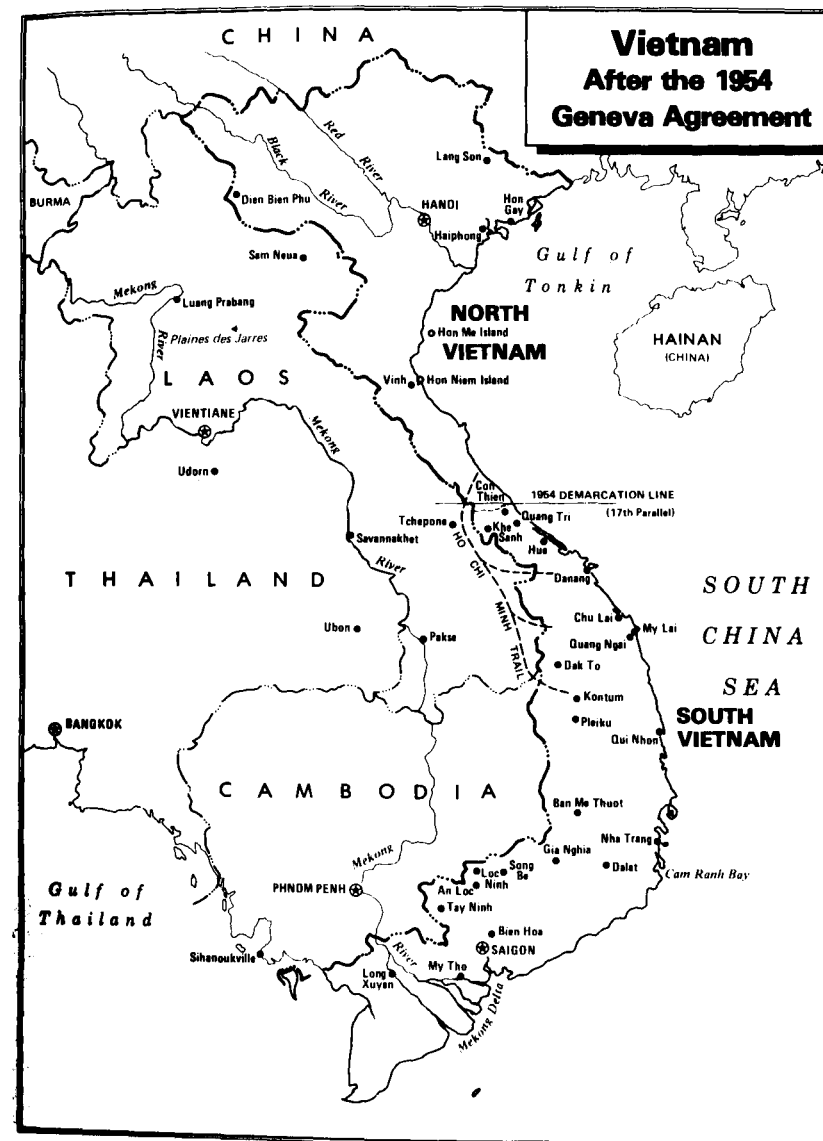 Vietnam
After the 1954
Geneva Agreement
CHINA
Red
River
Black
River
Lang Son
BURMA
Dien Bien Phu
HANOI
Hon
Gay
Haiphong
Sam Neua
Gulf of
Tonkin
Mekong
River
Luang Prabang
Plaines des Jarres
NORTH
VIETNAM
Hon Me Island
HAINAN
(CHINA)
LAOS
Vinh
Hon Niem Island
VIENTIANE
Mekong
River
Udorn
Con
Thien
1954 DEMARCATION LINE
(17th Parallel)
Tchepone
Quang Tri
Khe
Sanh
Hue
Savannakhet
HO
CHI
MINH
TRAIL
Danang
THAILAND
SOUTH
CHINA
SEA
Chu Lai
My Lai
Quang Ngai
Ubon
Pakse
Dak To
Kontum
Pleiku
SOUTH
VIETNAM
BANGKOK
Qui Nhon
CAMBODIA
Ban Me Thuot
Nha Trang
Mekong
River
Gia Nghia
Dalat
Cam Ranh Bay
Loc
Ninh
Song
Be
An Loc
PHNOM PENH
Gulf of
Thailand
Tay Ninh
Bien Hoa
SAIGON
Sihanoukville
My Tho
Long
Xuyen
Mekong Delta